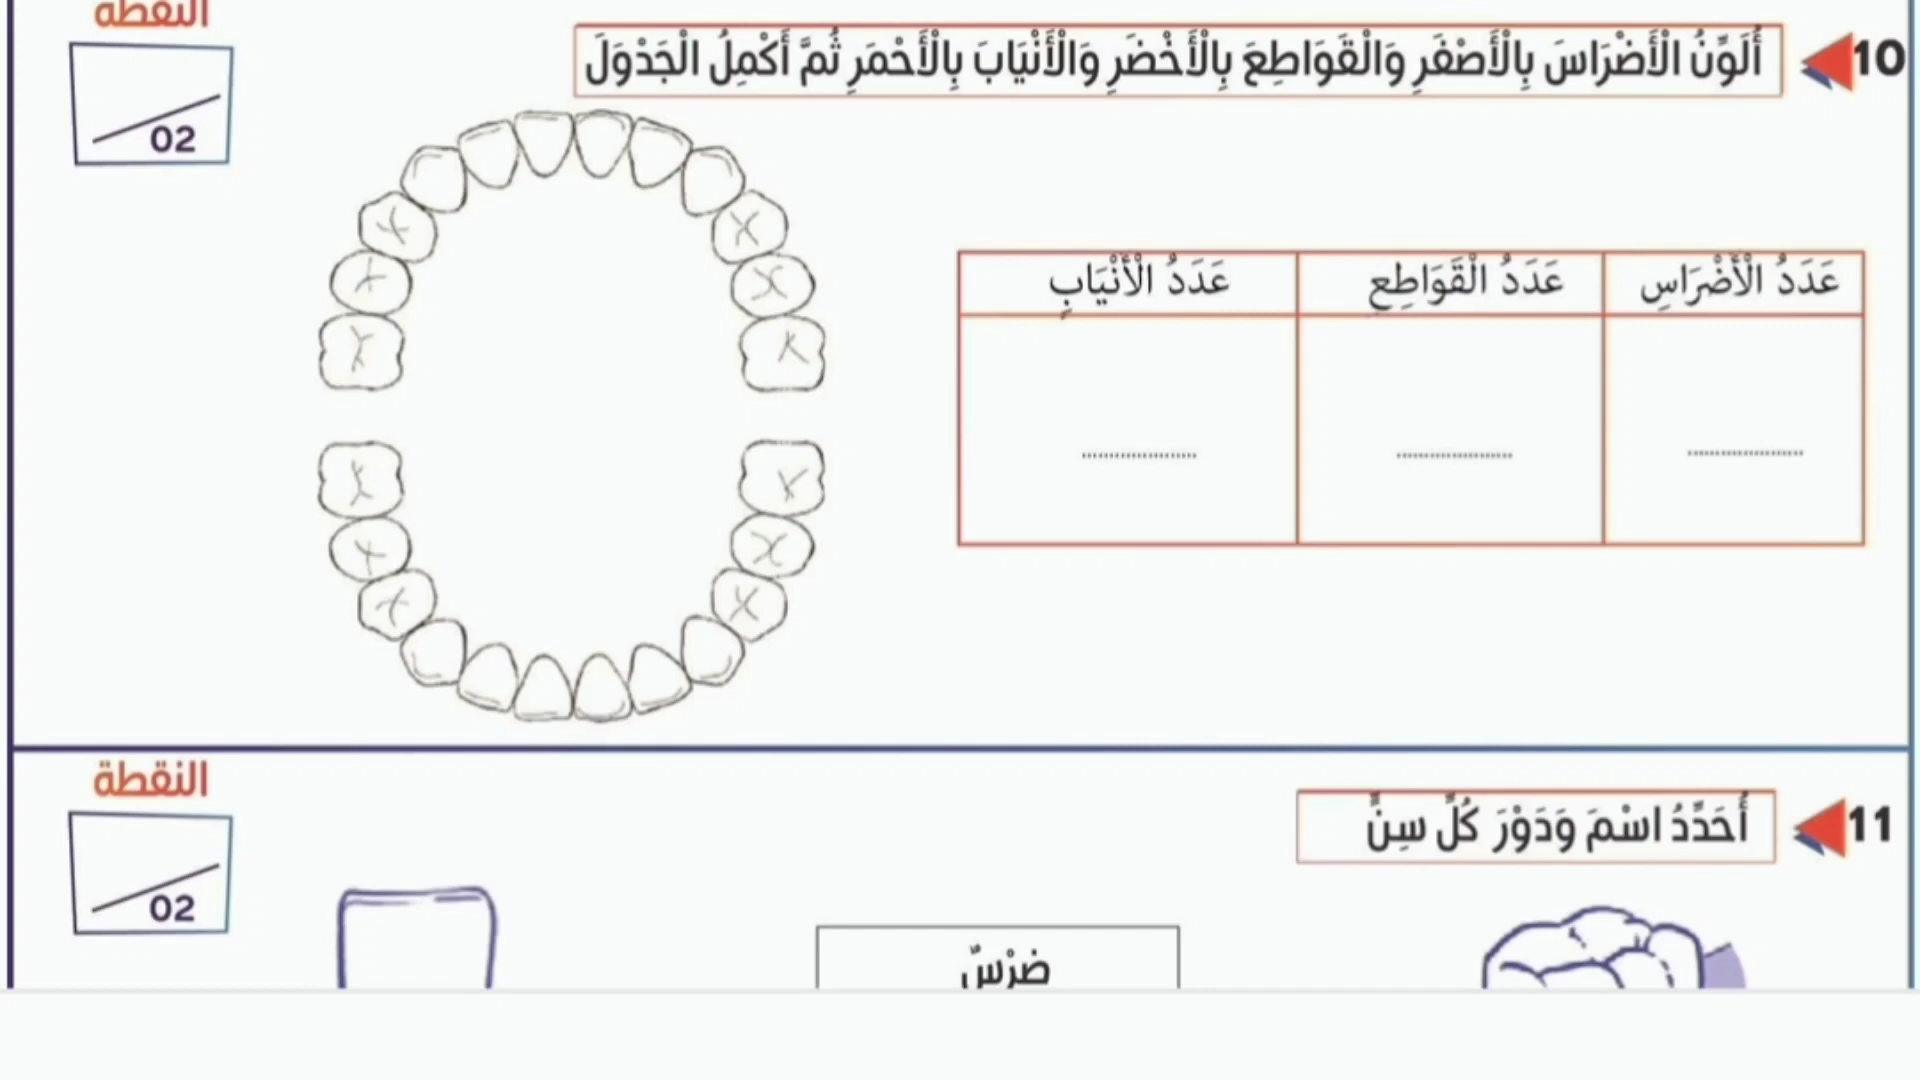 النقطة
02
10 أُلَوِّنُ الْأَضْرَاسَ بِالْأَصْفَرِ وَالْقَوَاطِعَ بِالْأَخْضَرِ وَالْأَنْيَابَ بِالْأَحْمَرِ ثُمَّ أُكْمِلُ الْجَدْوَلَ
عَدَدُ الْأَضْرَاسِ عَدَدُ الْقَوَاطِعِ عَدَدُ الْأَنْيَابِ
..................... ..................... .....................
النقطة
02
11 أُحَدِّدُ اسْمَ وَدَوْرَ كُلِّ سِنٍّ
ضِرْسٌ